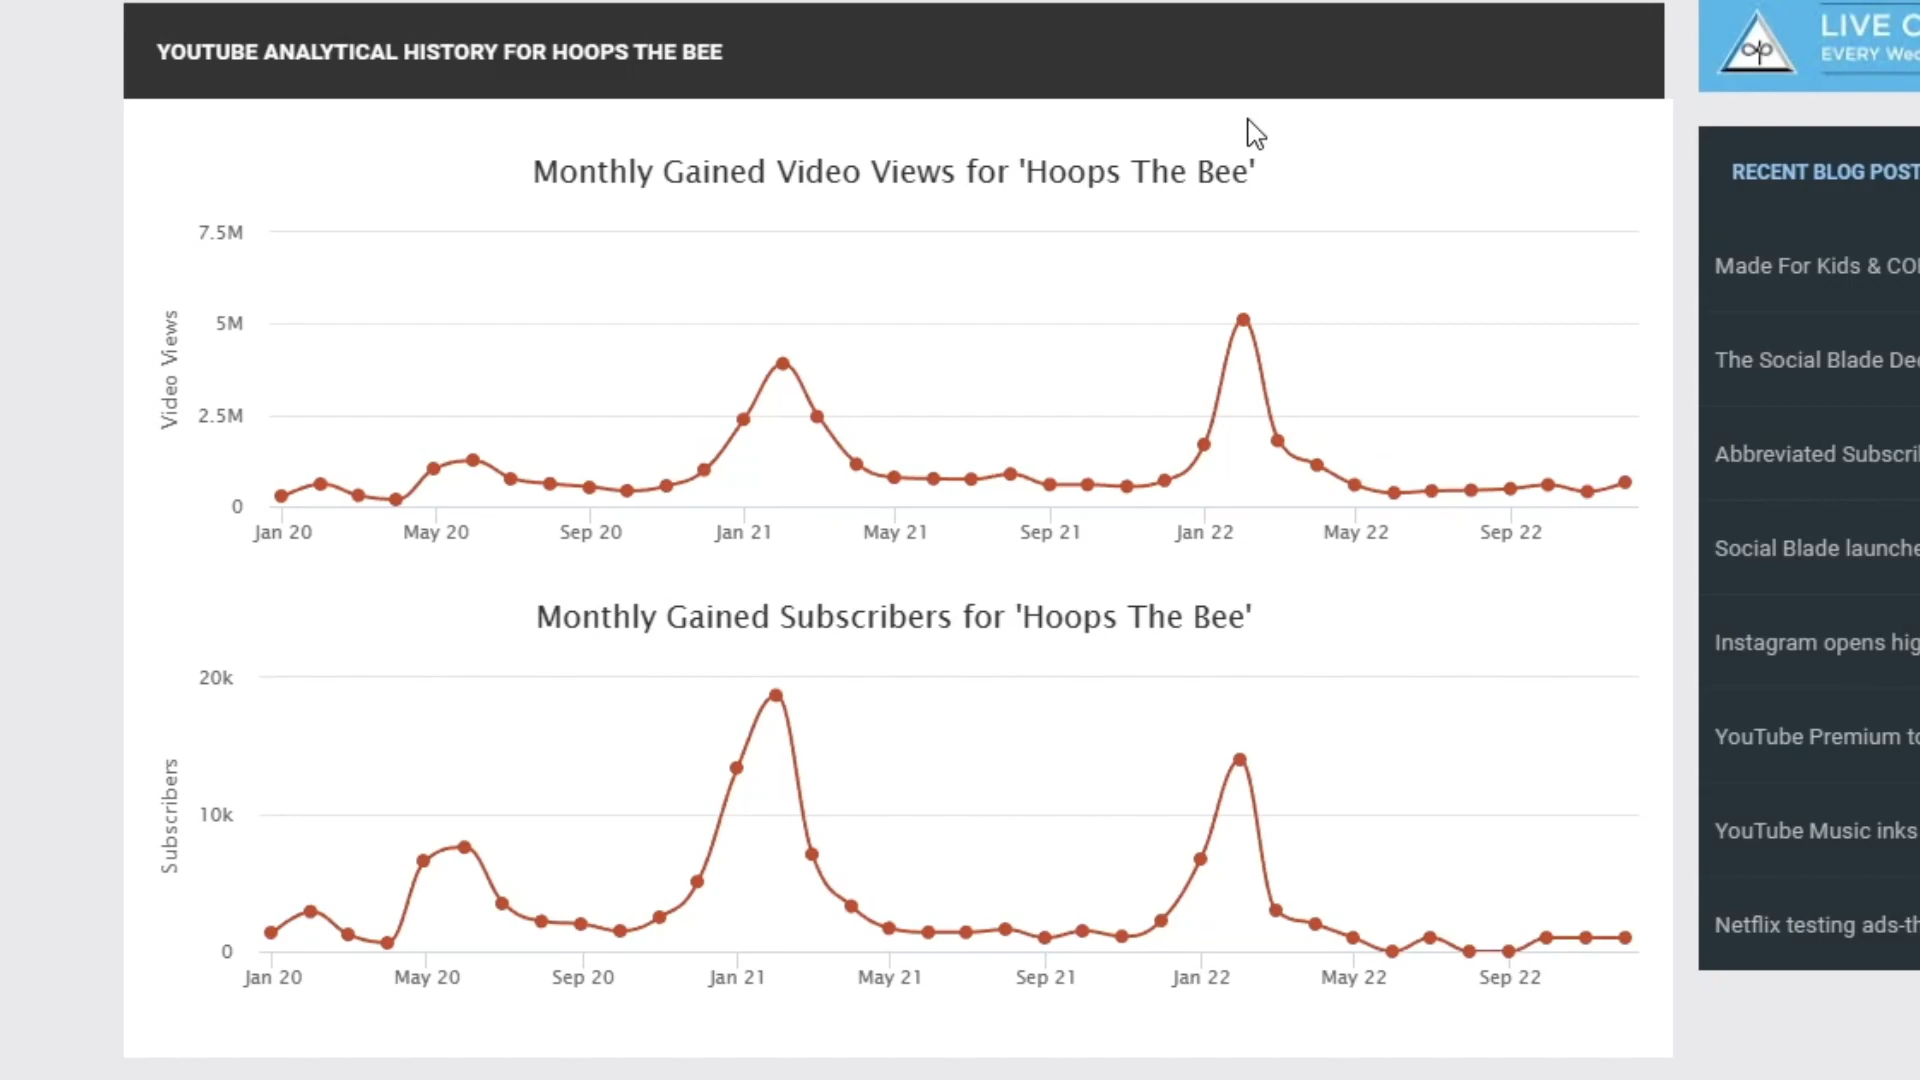 YOUTUBE ANALYTICAL HISTORY FOR HOOPS THE BEE
Monthly Gained Video Views for 'Hoops The Bee'
Video Views
7.5M
5M
2.5M
0
Jan 20 May 20 Sep 20 Jan 21 May 21 Sep 21 Jan 22 May 22 Sep 22
Monthly Gained Subscribers for 'Hoops The Bee'
Subscribers
20k
10k
0
Jan 20 May 20 Sep 20 Jan 21 May 21 Sep 21 Jan 22 May 22 Sep 22
LIVE
EVERY Wed
RECENT BLOG POST
Made For Kids &
The Social Blade
Abbreviated
Social Blade
Instagram opens
YouTube Premium
YouTube Music inks
Netflix testing